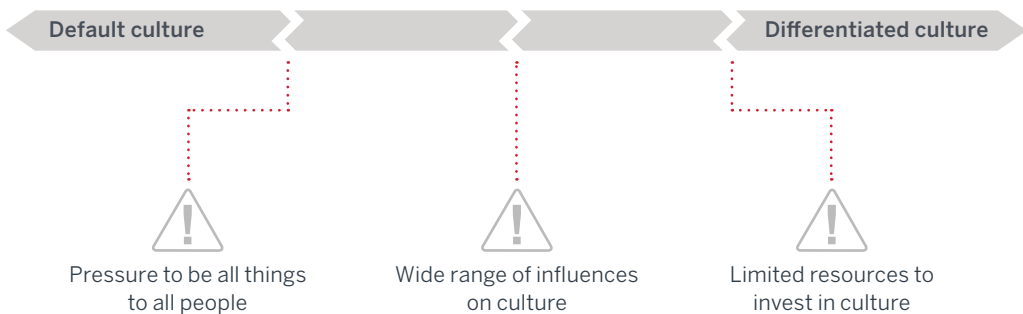 Default culture
Differentiated culture
Pressure to be all things
to all people
Wide range of influences
on culture
Limited resources to
invest in culture